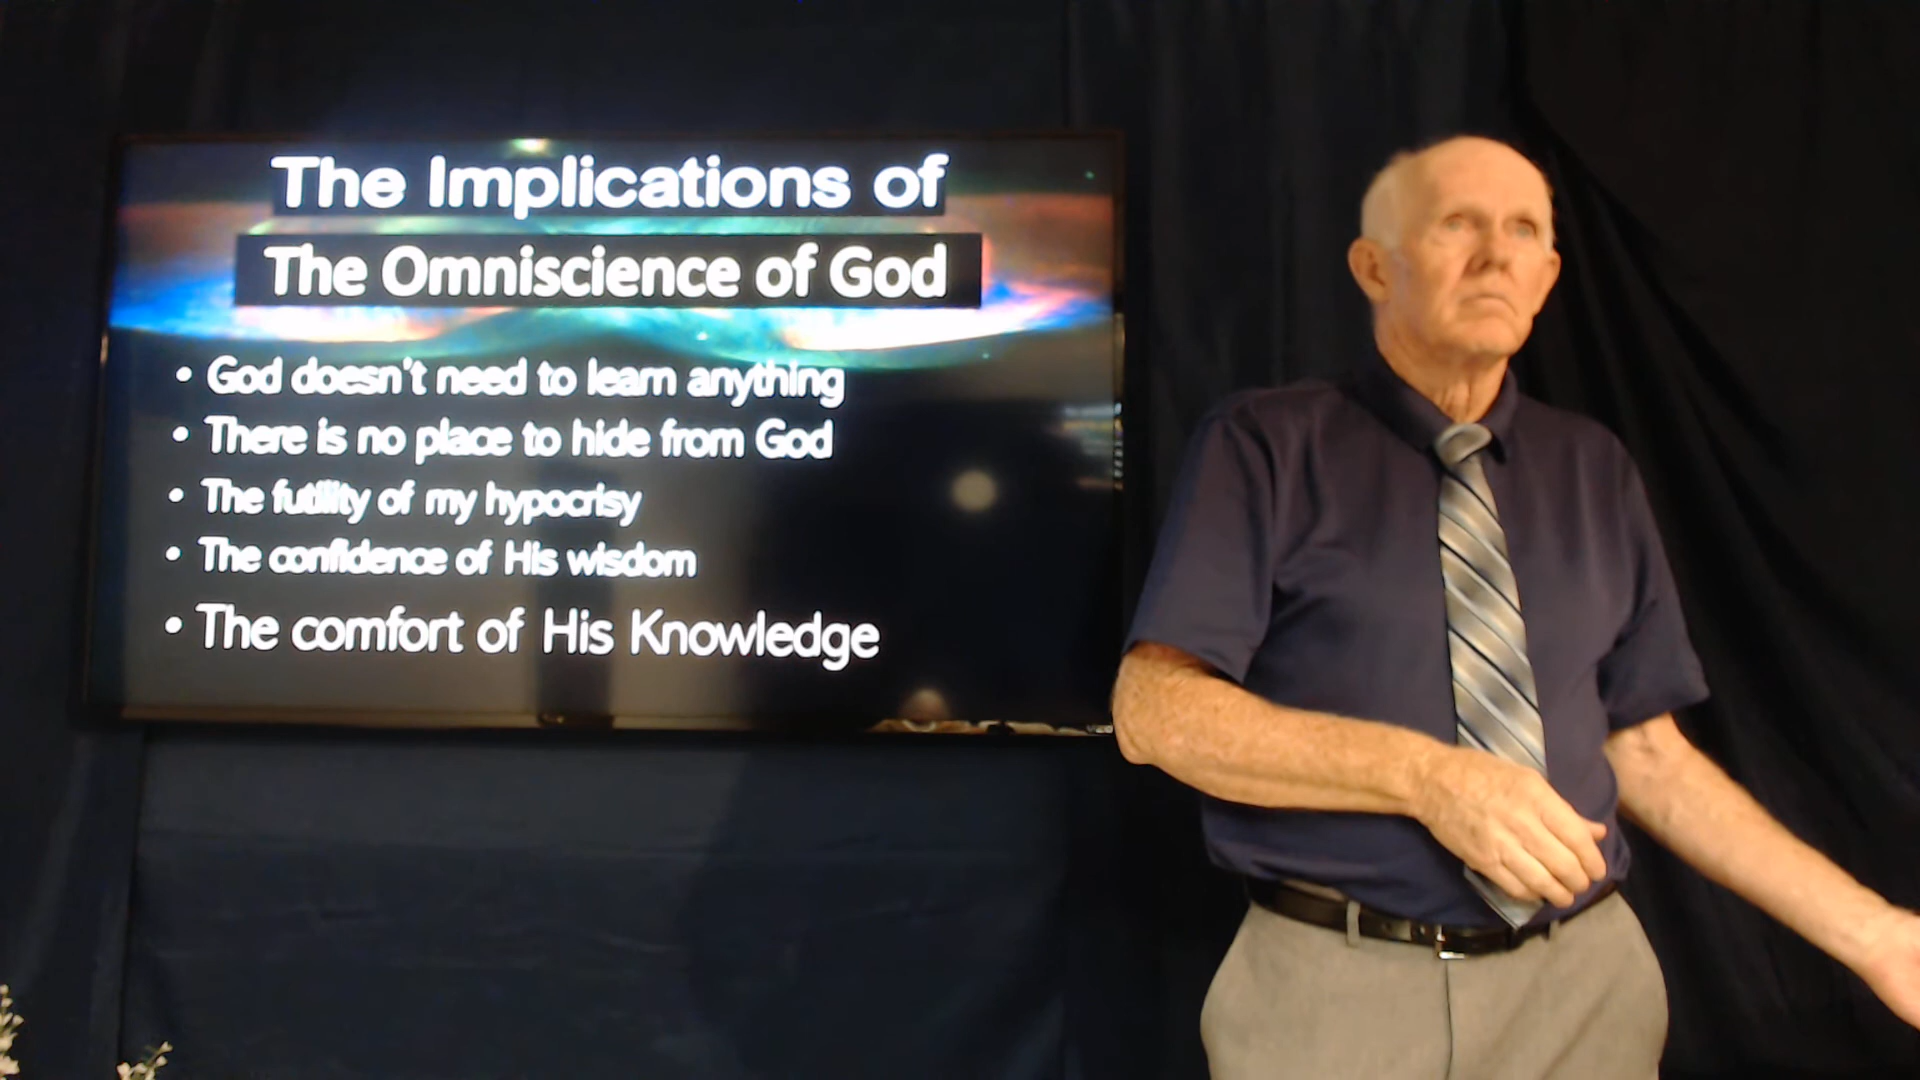 The Implications of
The Omniscience of God
• God doesn't need to learn anything
• There is no place to hide from God
• The futility of my hypocrisy
• The confidence of His wisdom
• The comfort of His Knowledge